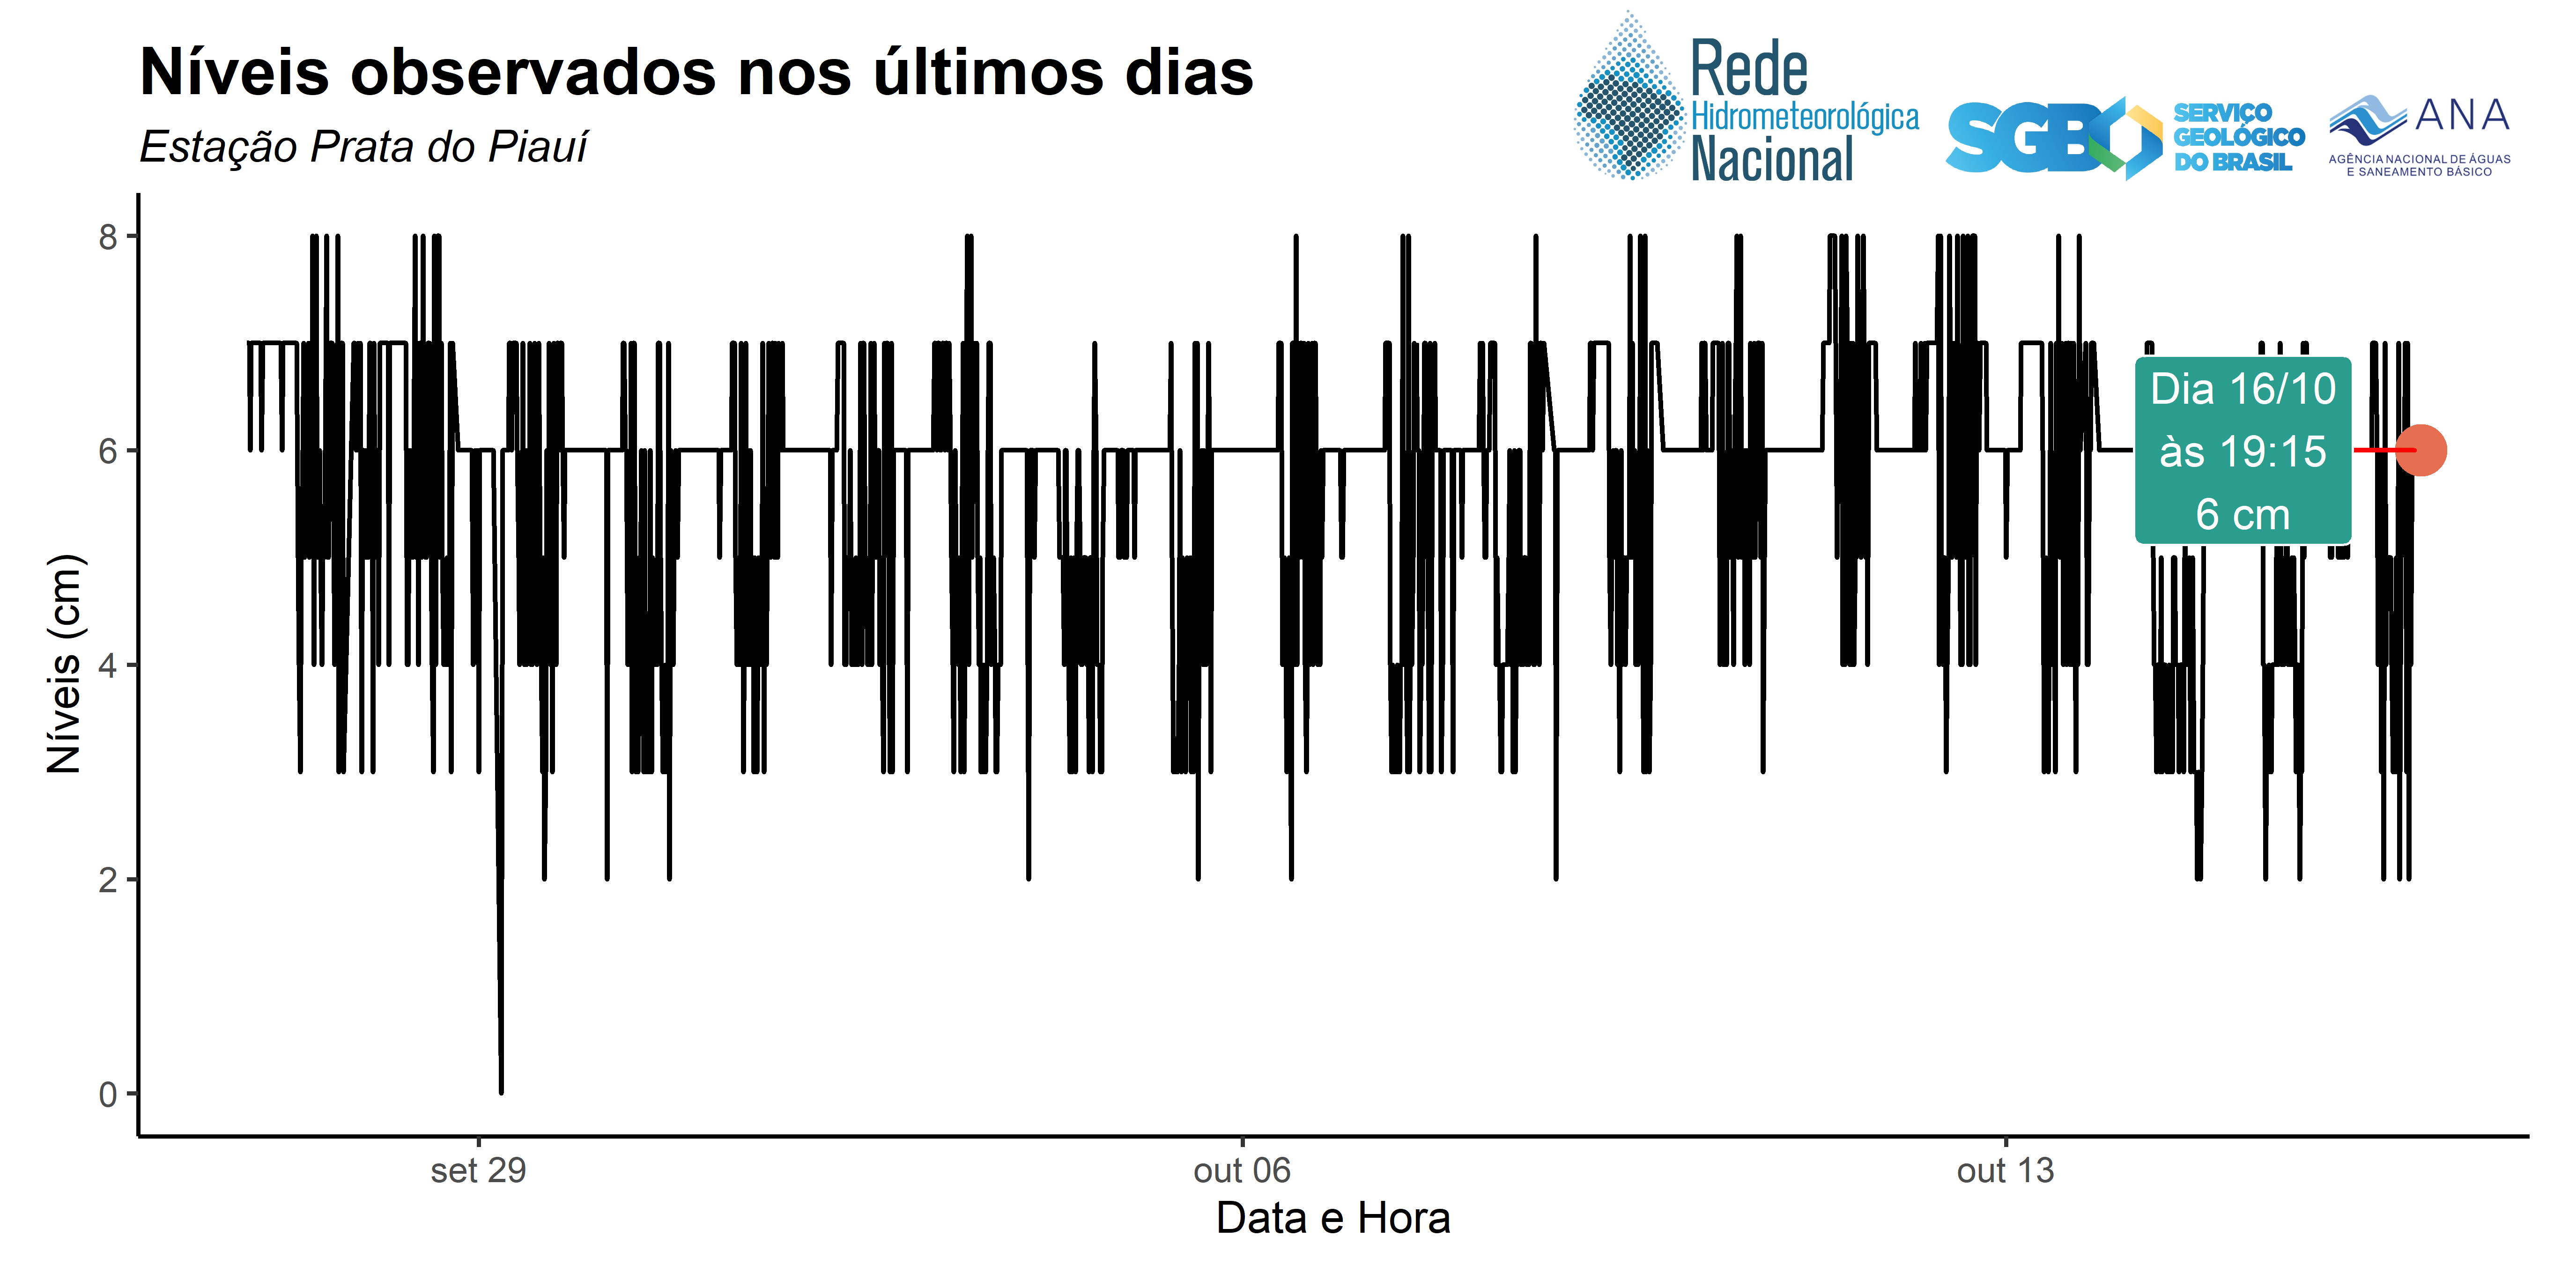 Níveis observados nos últimos dias
Estação Prata do Piauí
Rede
Hidrometeorológica
Nacional
SGB
SERVIÇO
GEOLÓGICO
DO BRASIL
ANA
AGÊNCIA NACIONAL DE ÁGUAS
E SANEAMENTO BÁSICO
Níveis (cm)
8
6
4
2
0
Dia 16/10
às 19:15
6 cm
set 29
out 06
out 13
Data e Hora